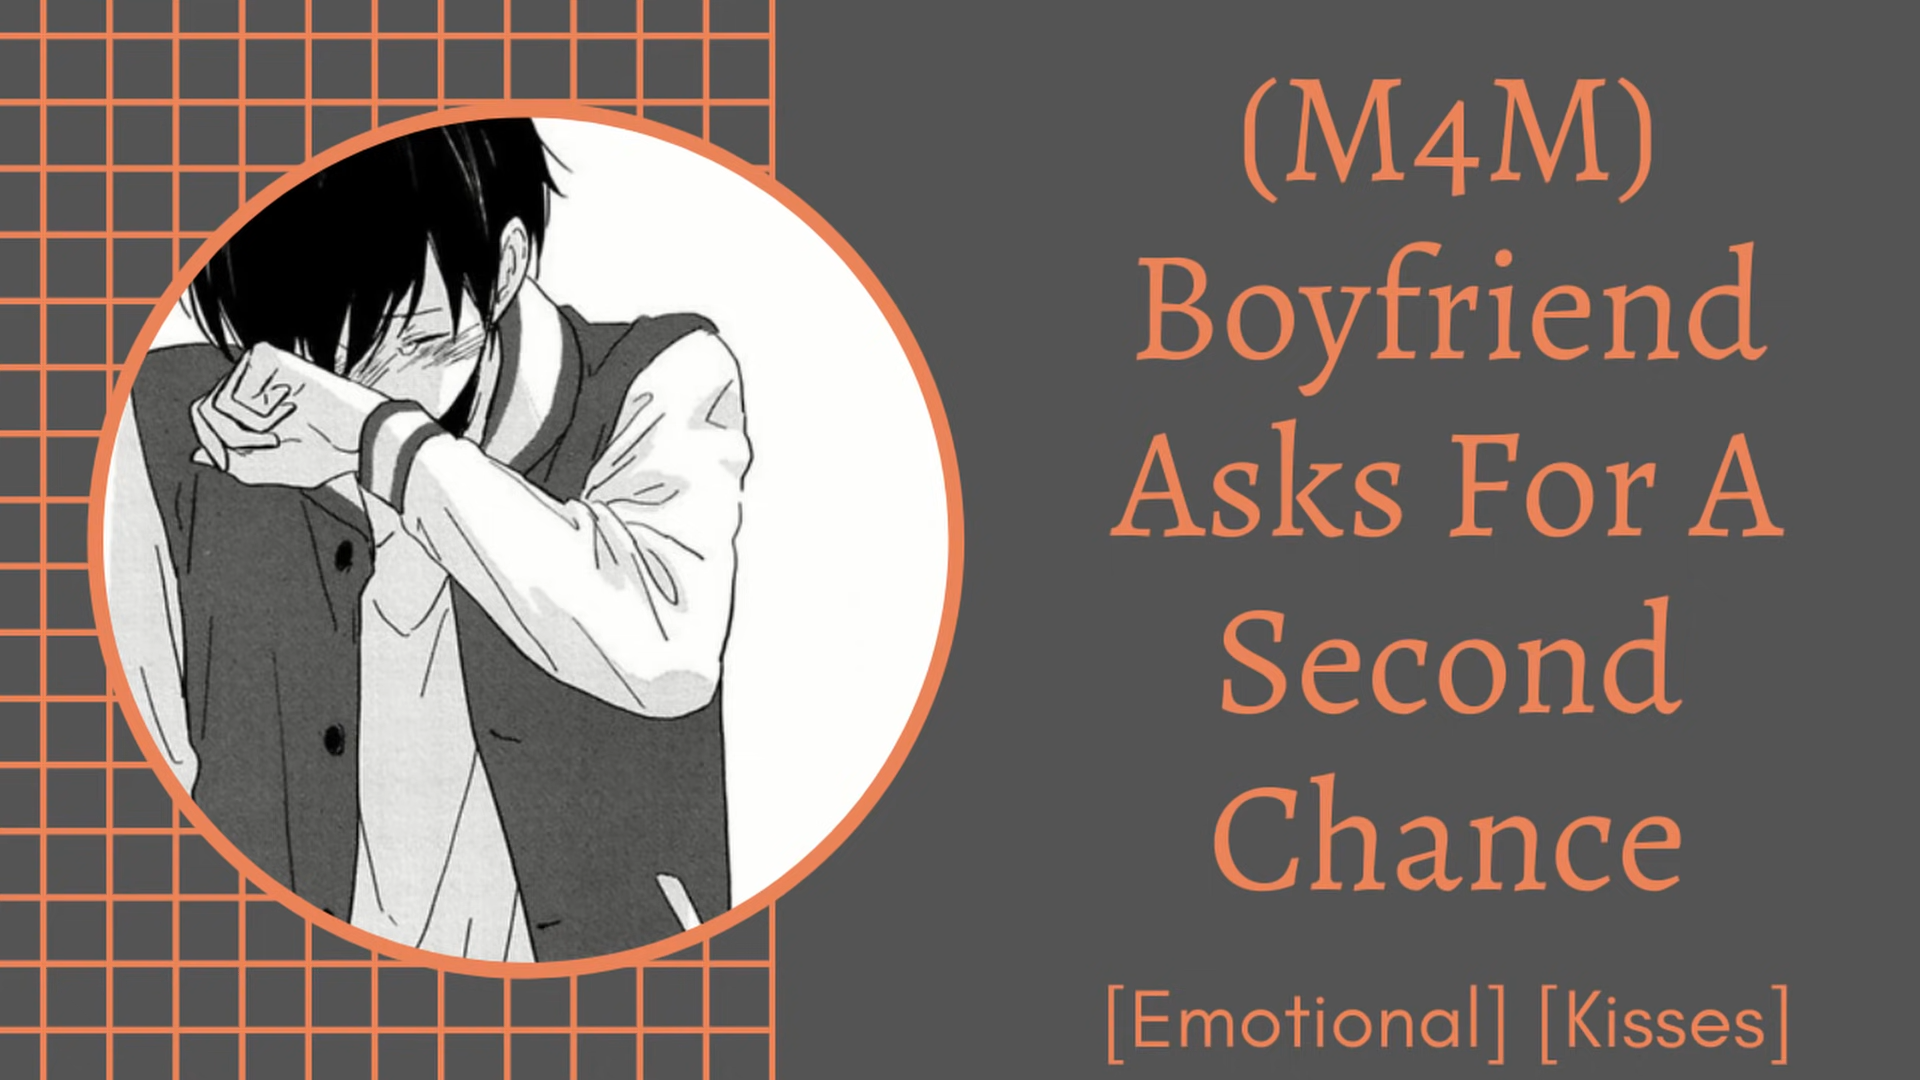 (M4M)
Boyfriend
Asks For A
Second
Chance
[Emotional] [Kisses]